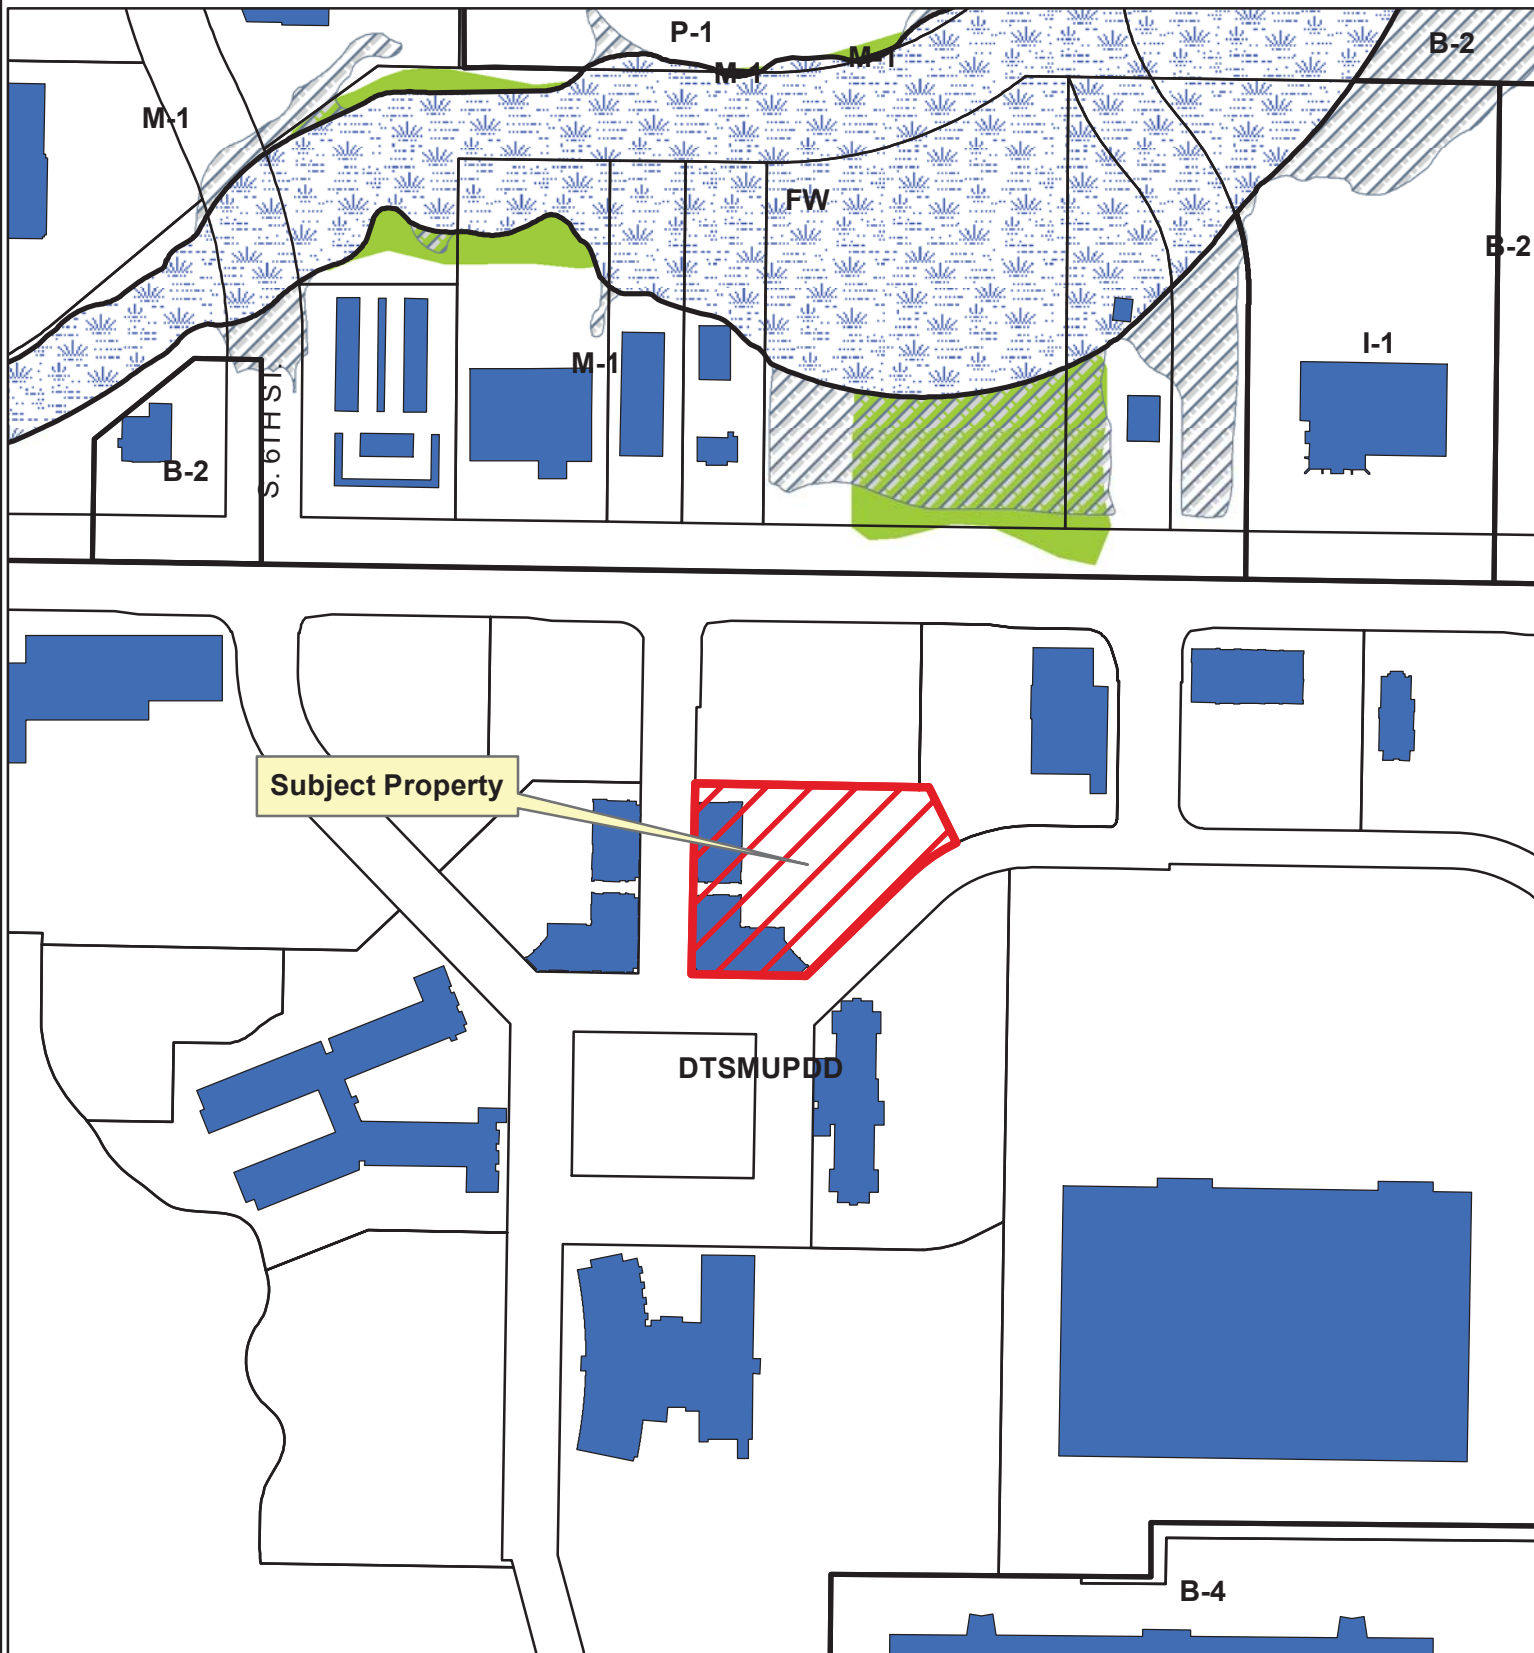 P-1
B-2
M-1
M-1
M-1
FW
B-2
I-1
M-1
S. 6TH ST.
B-2
Subject Property
DTSMUPDD
B-4